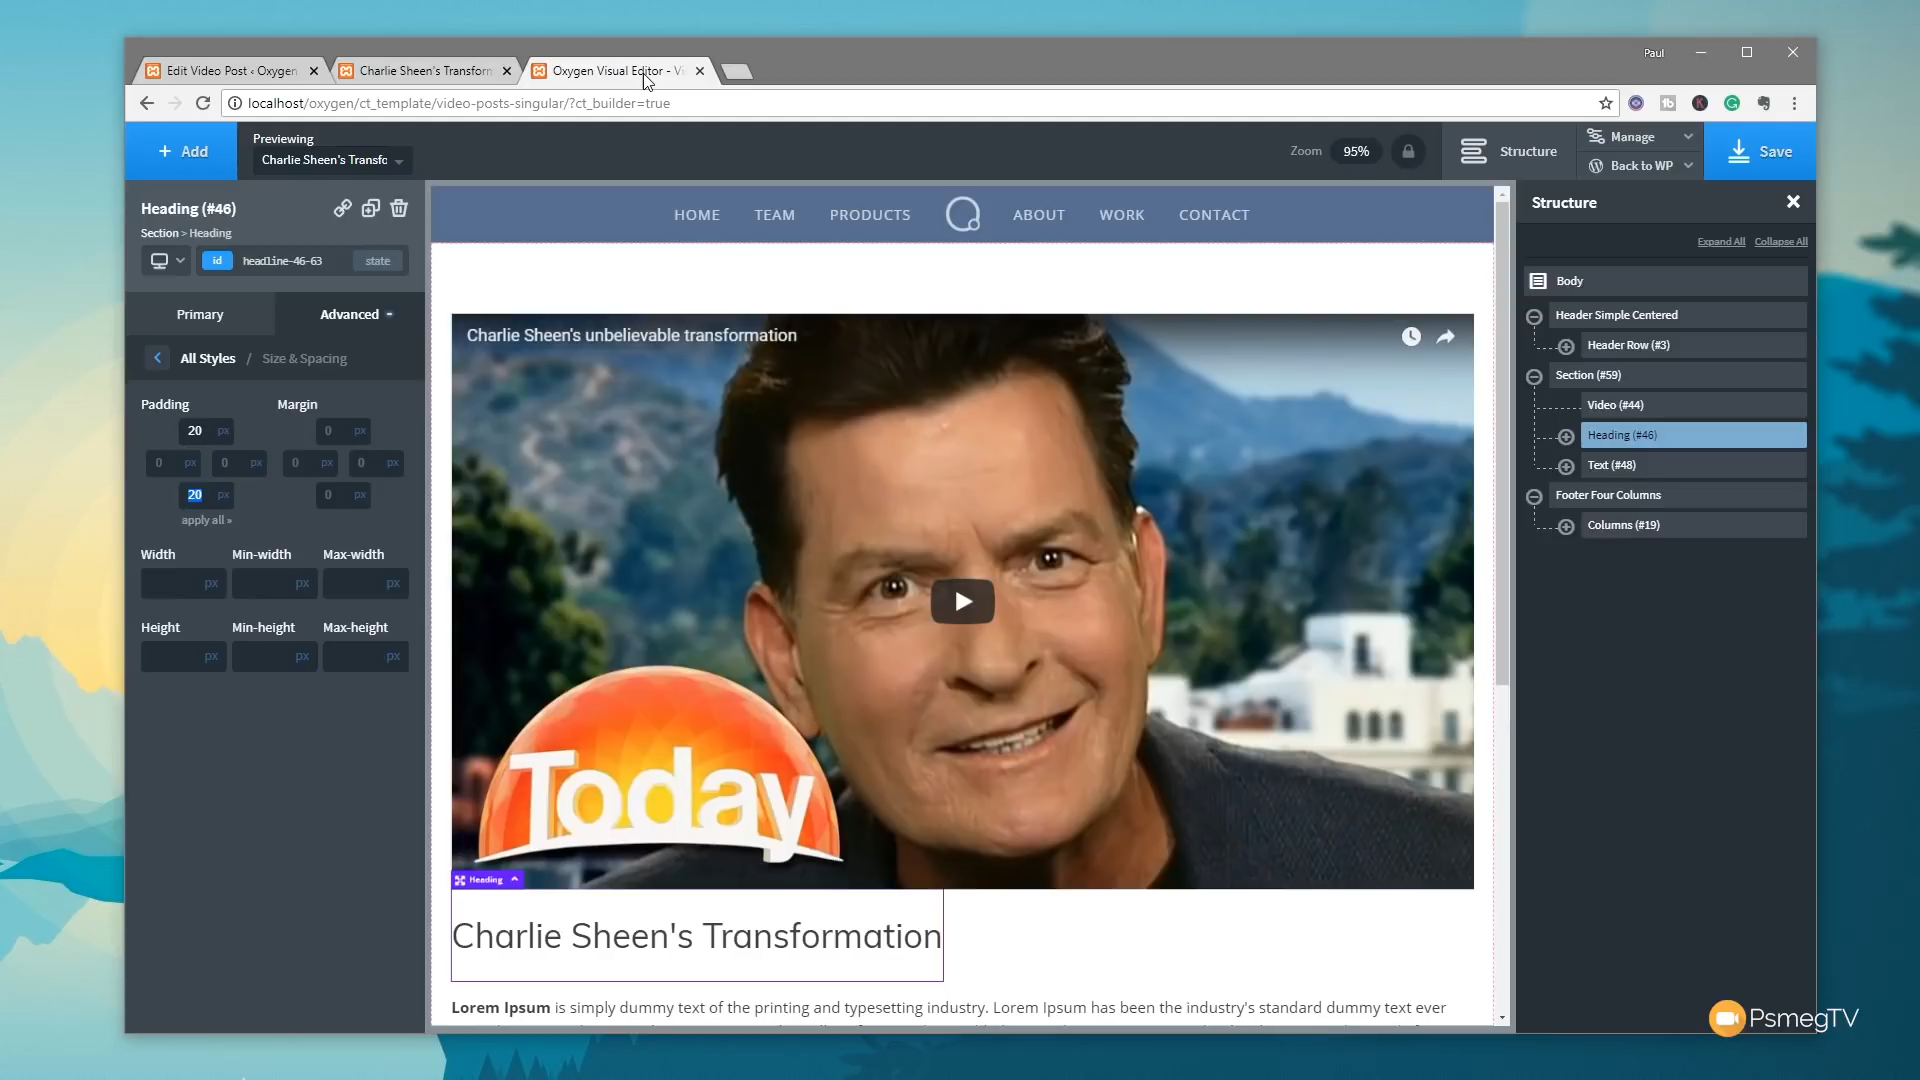 Paul
Edit Video Post ‹ Oxygen
Charlie Sheen's Transform
Oxygen Visual Editor - Vi
localhost/oxygen/ct_template/video-posts-singular/?ct_builder=true
+ Add
Previewing
Charlie Sheen's Transfc
Zoom 95%
Structure
Manage
Back to WP
Save
Heading (#46)
Section > Heading
id headline-46-63 state
Primary
Advanced
All Styles / Size & Spacing
Padding
Margin
20 px
0 px
0 px
0 px
0 px
0 px
20 px
0 px
apply all »
Width
Min-width
Max-width
px
px
px
Height
Min-height
Max-height
px
px
px
HOME
TEAM
PRODUCTS
ABOUT
WORK
CONTACT
Charlie Sheen's unbelievable transformation
Today
Heading
Charlie Sheen's Transformation
Lorem Ipsum is simply dummy text of the printing and typesetting industry. Lorem Ipsum has been the industry's standard dummy text ever
Structure
Expand All
Collapse All
Body
Header Simple Centered
Header Row (#3)
Section (#59)
Video (#44)
Heading (#46)
Text (#48)
Footer Four Columns
Columns (#19)
PsmegTV